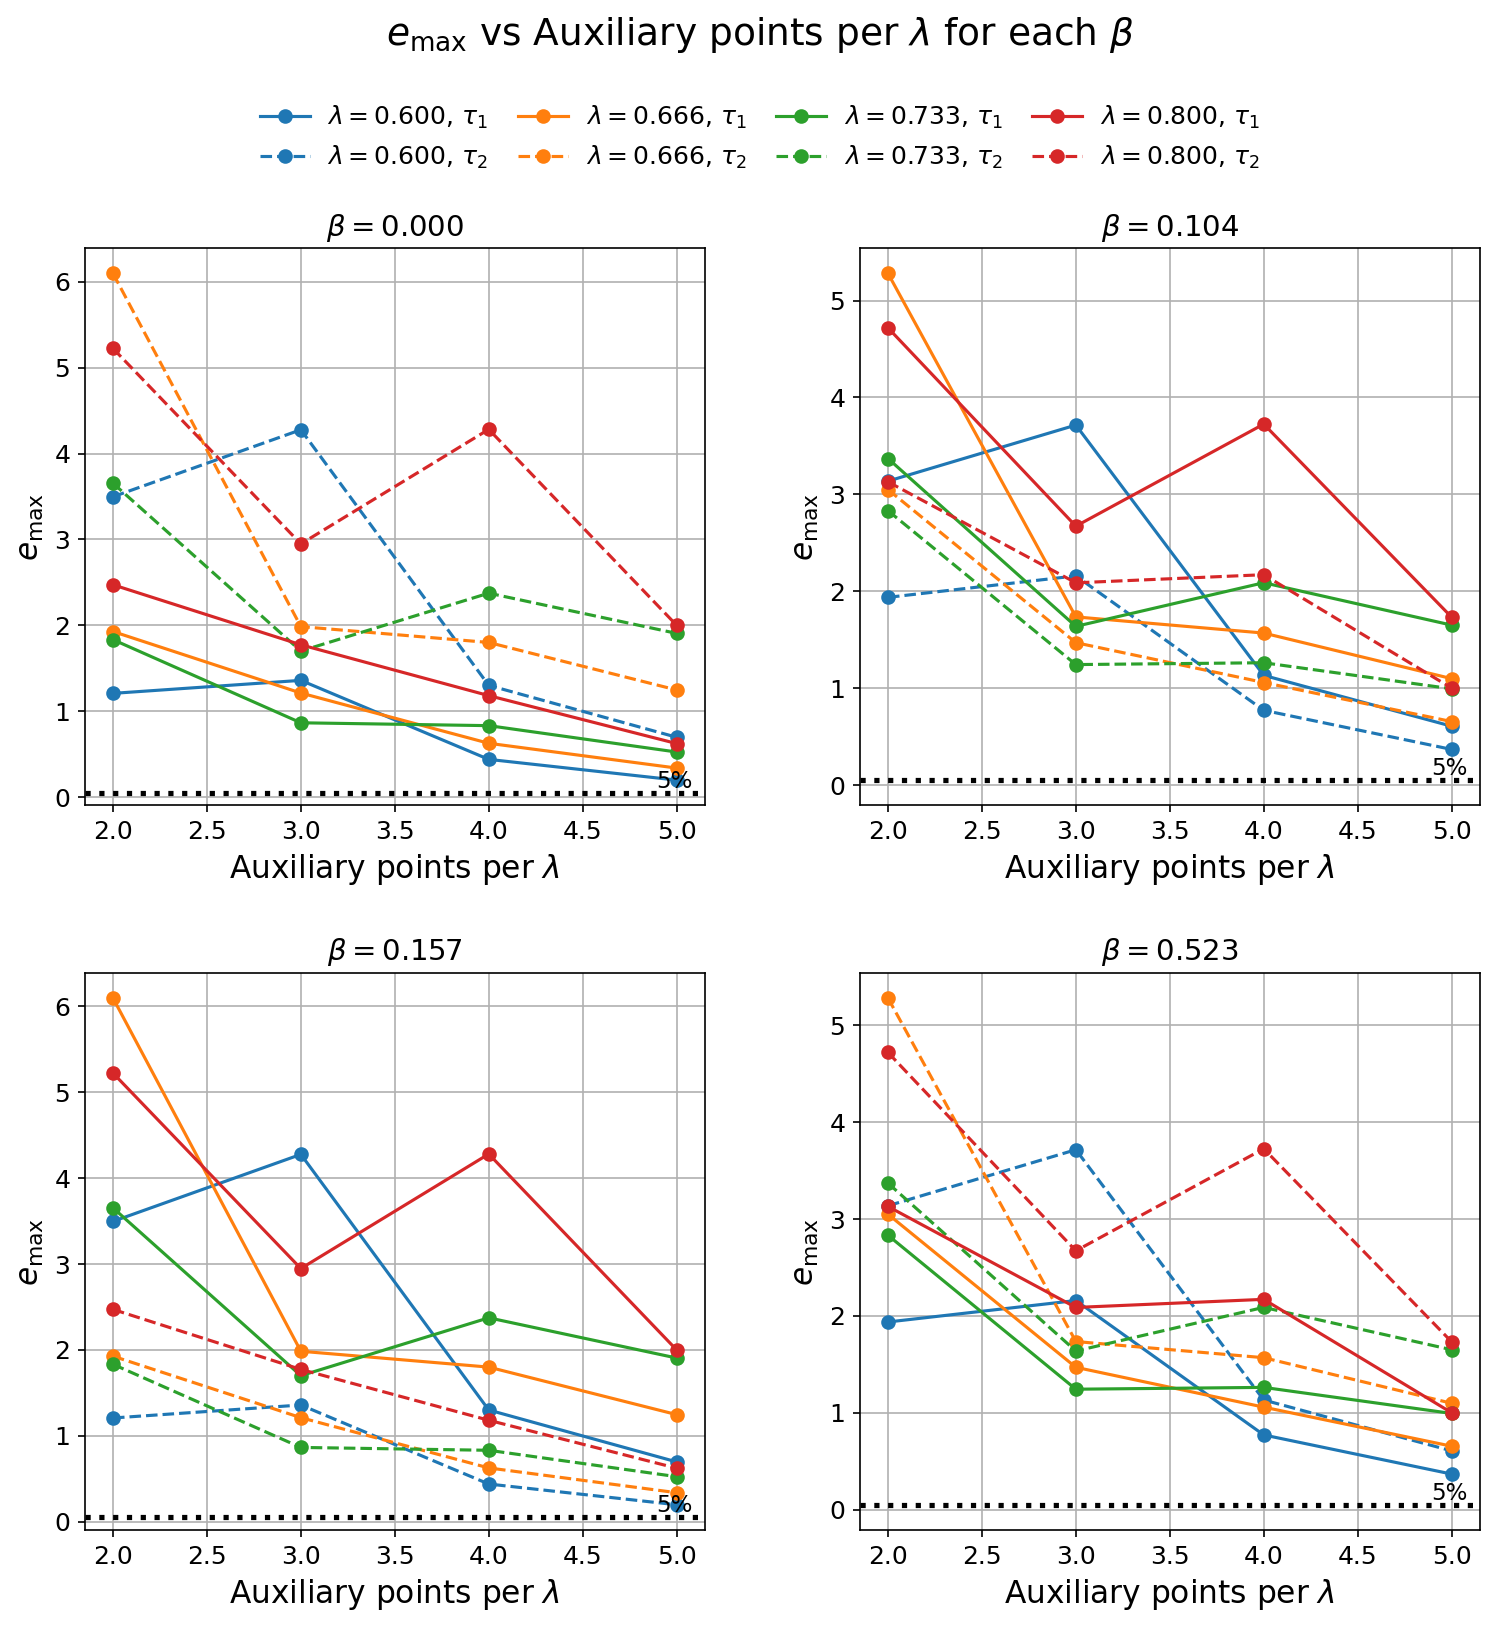 e_max vs Auxiliary points per λ for each β
λ = 0.600, τ₁
λ = 0.666, τ₁
λ = 0.733, τ₁
λ = 0.800, τ₁
λ = 0.600, τ₂
λ = 0.666, τ₂
λ = 0.733, τ₂
λ = 0.800, τ₂
β = 0.000
e_max
6
5
4
3
2
1
0
5%
2.0 2.5 3.0 3.5 4.0 4.5 5.0
Auxiliary points per λ
β = 0.104
e_max
5
4
3
2
1
0
5%
2.0 2.5 3.0 3.5 4.0 4.5 5.0
Auxiliary points per λ
β = 0.157
e_max
6
5
4
3
2
1
0
5%
2.0 2.5 3.0 3.5 4.0 4.5 5.0
Auxiliary points per λ
β = 0.523
e_max
5
4
3
2
1
0
5%
2.0 2.5 3.0 3.5 4.0 4.5 5.0
Auxiliary points per λ